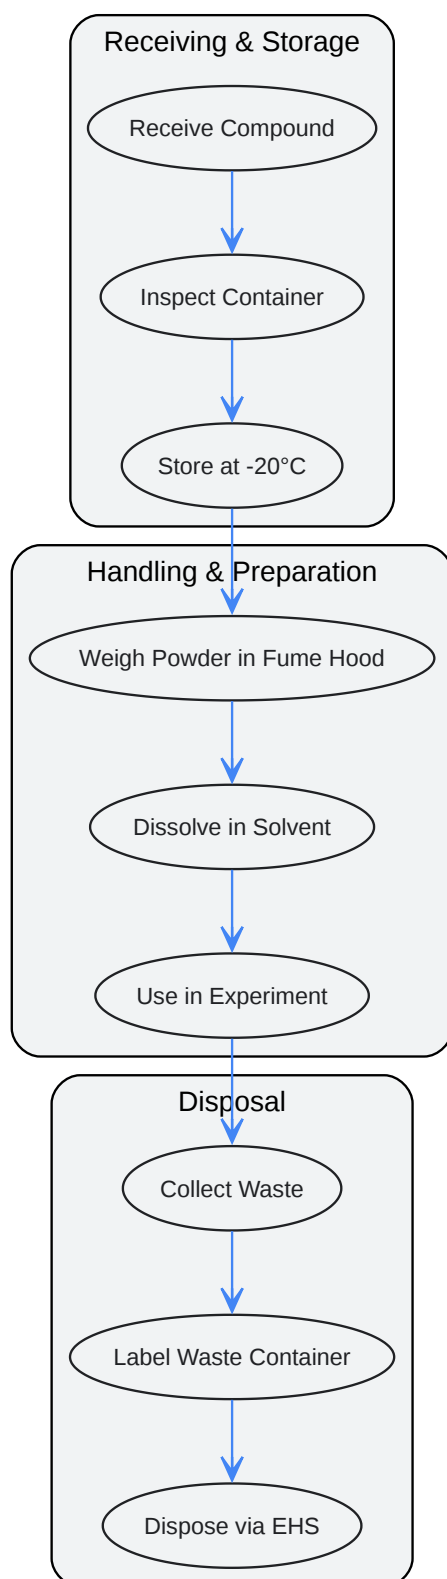 Receiving & Storage
Receive Compound
Inspect Container
Store at -20°C
Handling & Preparation
Weigh Powder in Fume Hood
Dissolve in Solvent
Use in Experiment
Disposal
Collect Waste
Label Waste Container
Dispose via EHS